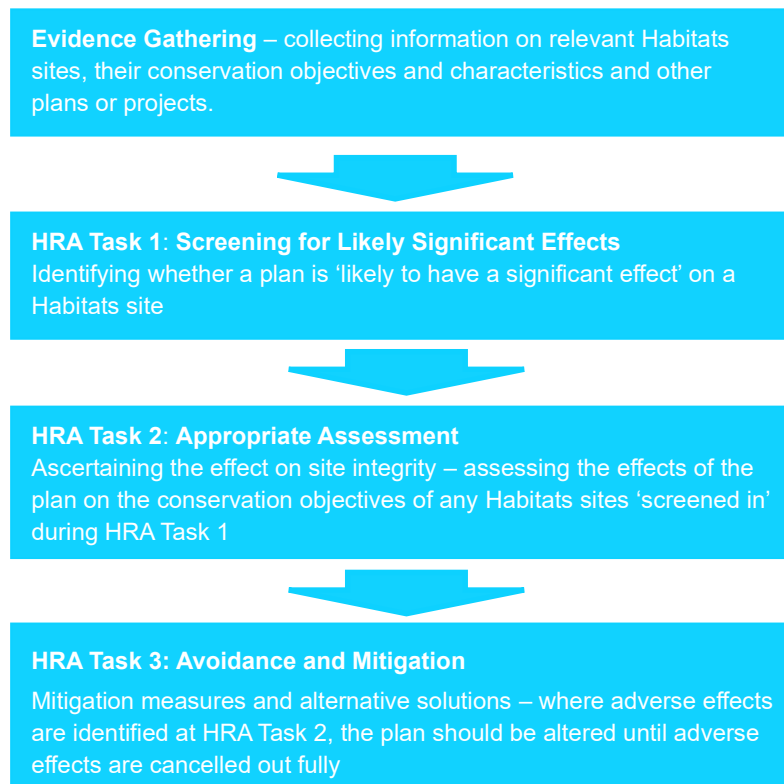 Evidence Gathering – collecting information on relevant Habitats
sites, their conservation objectives and characteristics and other
plans or projects.
HRA Task 1: Screening for Likely Significant Effects
Identifying whether a plan is ‘likely to have a significant effect’ on a
Habitats site
HRA Task 2: Appropriate Assessment
Ascertaining the effect on site integrity – assessing the effects of the
plan on the conservation objectives of any Habitats sites ‘screened in’
during HRA Task 1
HRA Task 3: Avoidance and Mitigation
Mitigation measures and alternative solutions – where adverse effects
are identified at HRA Task 2, the plan should be altered until adverse
effects are cancelled out fully